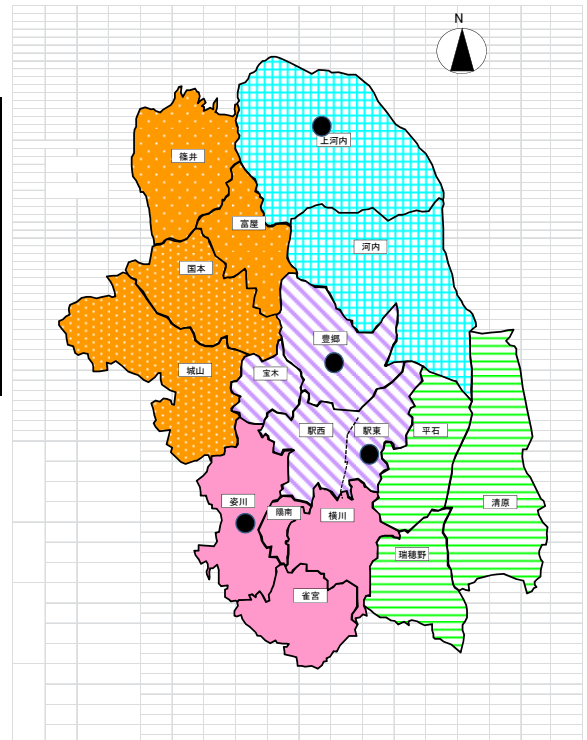 N
上河内
篠井
富屋
河内
国本
豊郷
城山
宝木
駅西
駅東
平石
姿川
陽南
横川
清原
瑞穂野
雀宮